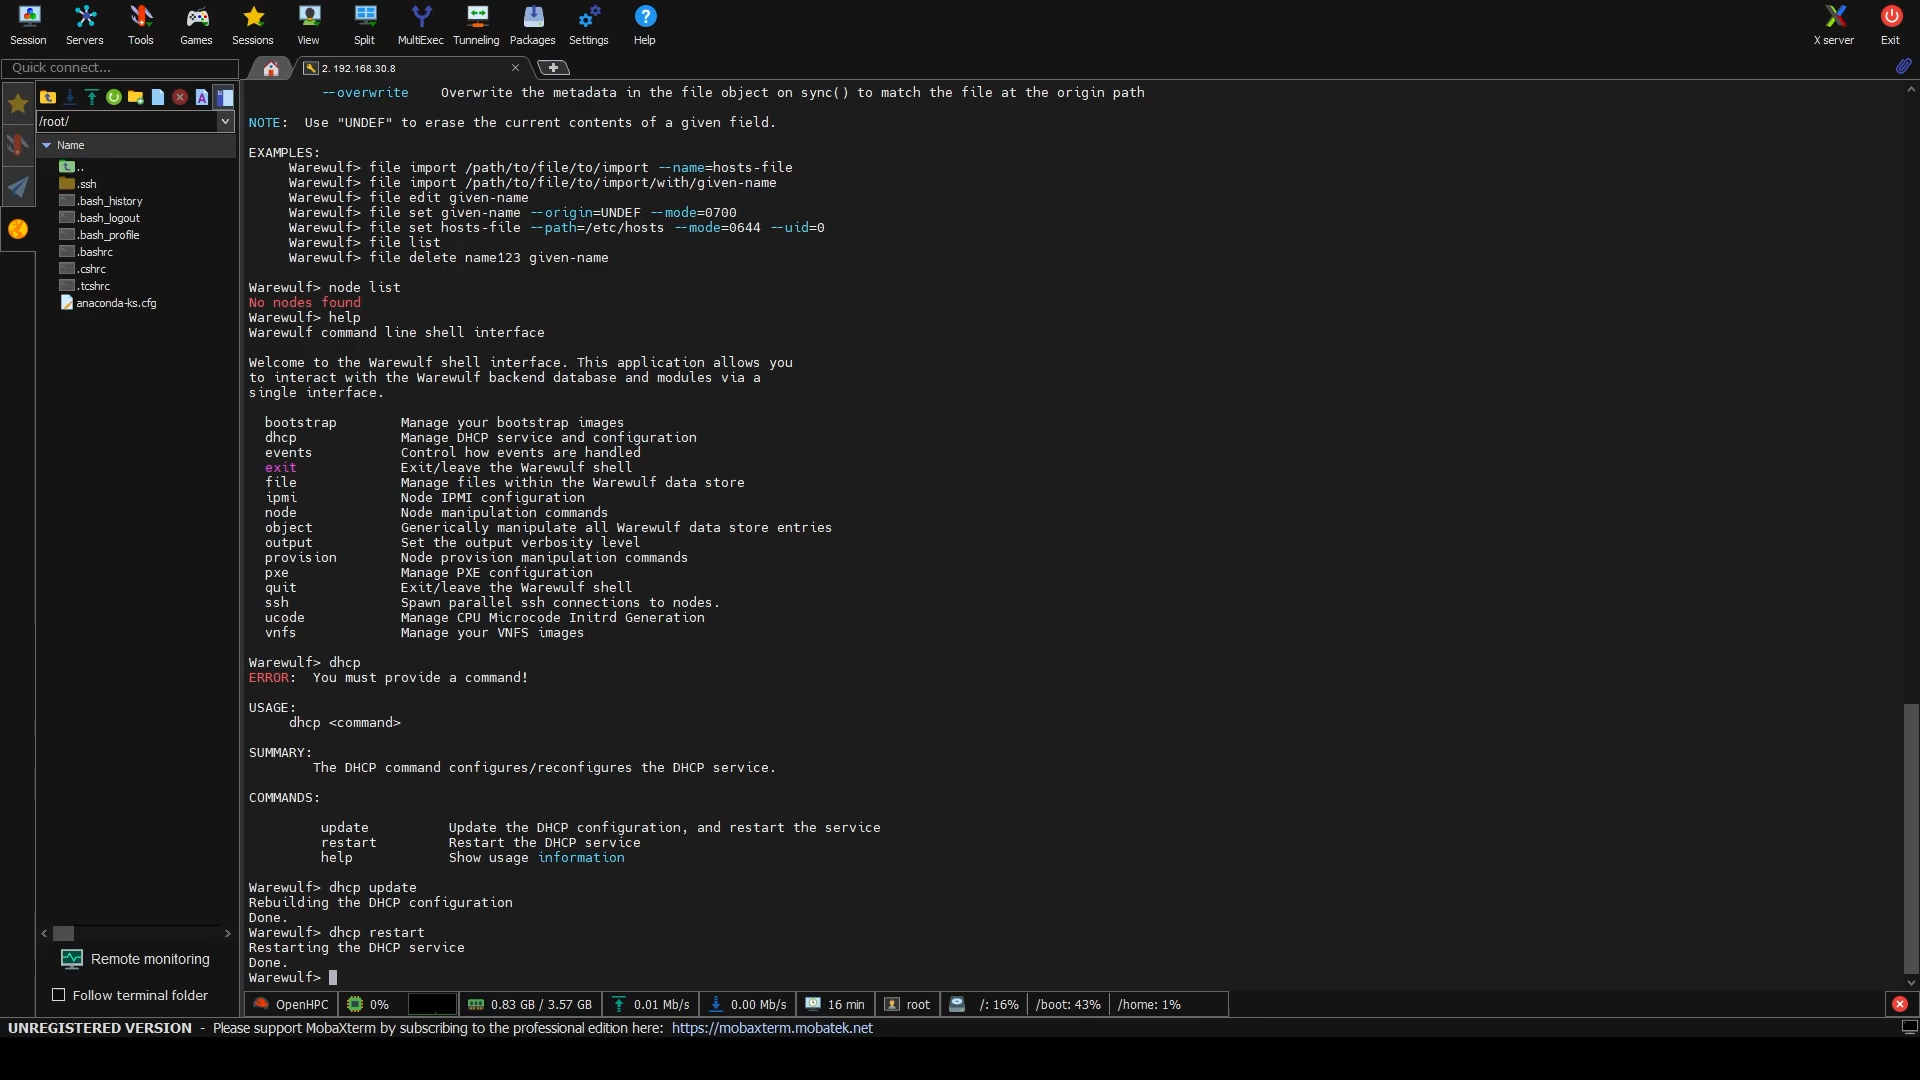 Session
Servers
Tools
Games
Sessions
View
Split
MultiExec
Tunneling
Packages
Settings
Help
X server
Exit
Quick connect...
2. 192.168.30.8
/root/
Name
..
.ssh
.bash_history
.bash_logout
.bash_profile
.bashrc
.cshrc
.tcshrc
anaconda-ks.cfg
Remote monitoring
Follow terminal folder
--overwrite    Overwrite the metadata in the file object on sync() to match the file at the origin path
NOTE:  Use "UNDEF" to erase the current contents of a given field.
EXAMPLES:
Warewulf> file import /path/to/file/to/import --name=hosts-file
Warewulf> file import /path/to/file/to/import/with/given-name
Warewulf> file edit given-name
Warewulf> file set given-name --origin=UNDEF --mode=0700
Warewulf> file set hosts-file --path=/etc/hosts --mode=0644 --uid=0
Warewulf> file list
Warewulf> file delete name123 given-name
Warewulf> node list
No nodes found
Warewulf> help
Warewulf command line shell interface
Welcome to the Warewulf shell interface. This application allows you
to interact with the Warewulf backend database and modules via a
single interface.
bootstrap        Manage your bootstrap images
dhcp             Manage DHCP service and configuration
events           Control how events are handled
exit             Exit/leave the Warewulf shell
file             Manage files within the Warewulf data store
ipmi             Node IPMI configuration
node             Node manipulation commands
object           Generically manipulate all Warewulf data store entries
output           Set the output verbosity level
provision        Node provision manipulation commands
pxe              Manage PXE configuration
quit             Exit/leave the Warewulf shell
ssh              Spawn parallel ssh connections to nodes.
ucode            Manage CPU Microcode Initrd Generation
vnfs             Manage your VNFS images
Warewulf> dhcp
ERROR:  You must provide a command!
USAGE:
dhcp <command>
SUMMARY:
The DHCP command configures/reconfigures the DHCP service.
COMMANDS:
update          Update the DHCP configuration, and restart the service
restart         Restart the DHCP service
help            Show usage information
Warewulf> dhcp update
Rebuilding the DHCP configuration
Done.
Warewulf> dhcp restart
Restarting the DHCP service
Done.
Warewulf>
OpenHPC
0%
0.83 GB / 3.57 GB
0.01 Mb/s
0.00 Mb/s
16 min
root
/: 16%
/boot: 43%
/home: 1%
UNREGISTERED VERSION - Please support MobaXterm by subscribing to the professional edition here: https://mobaxterm.mobatek.net